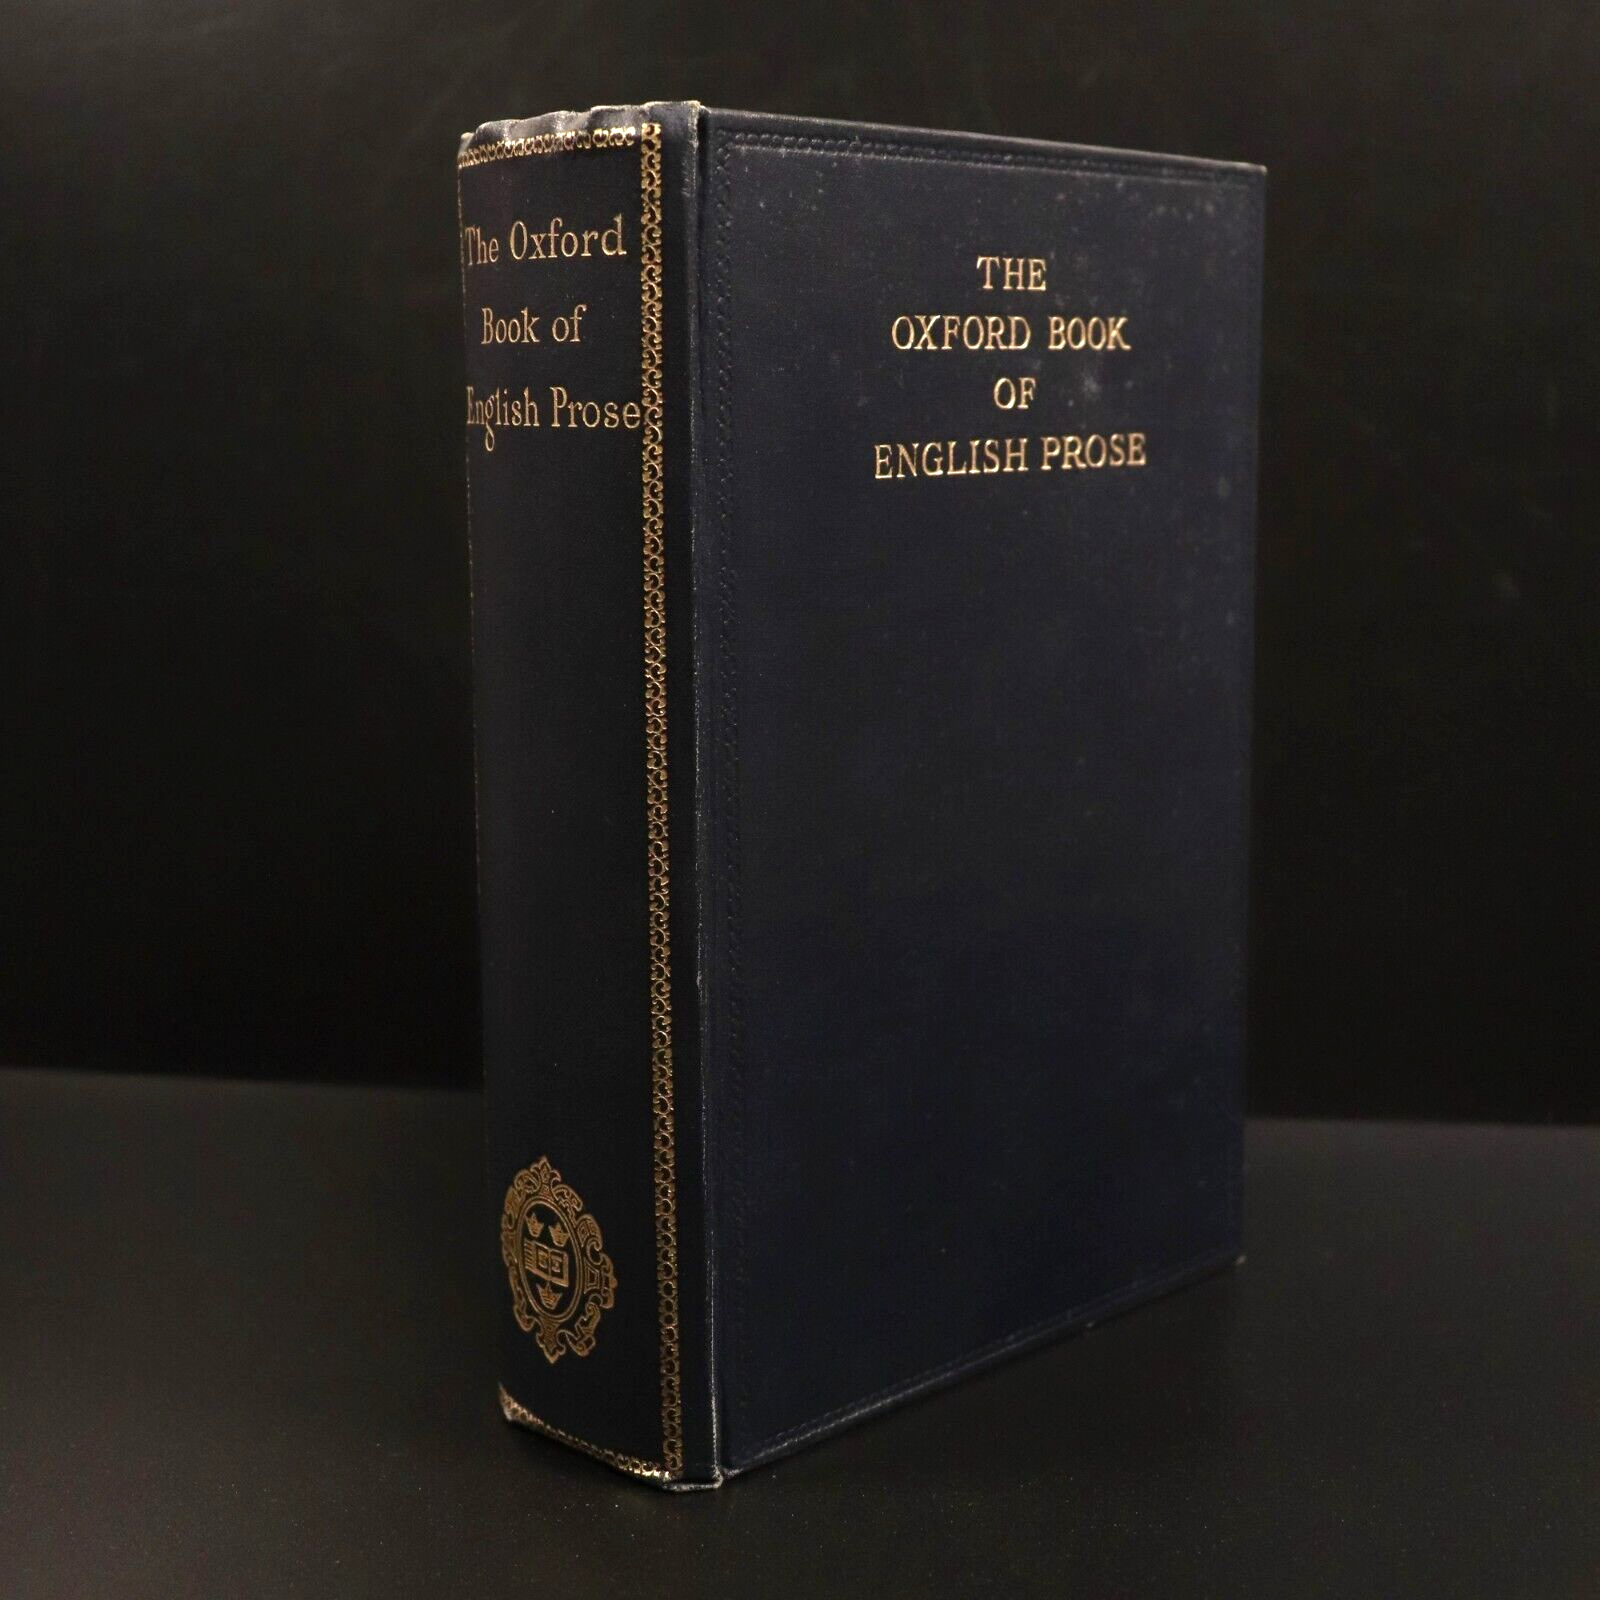 The Oxford
Book of
English Prose
THE
OXFORD BOOK
OF
ENGLISH PROSE